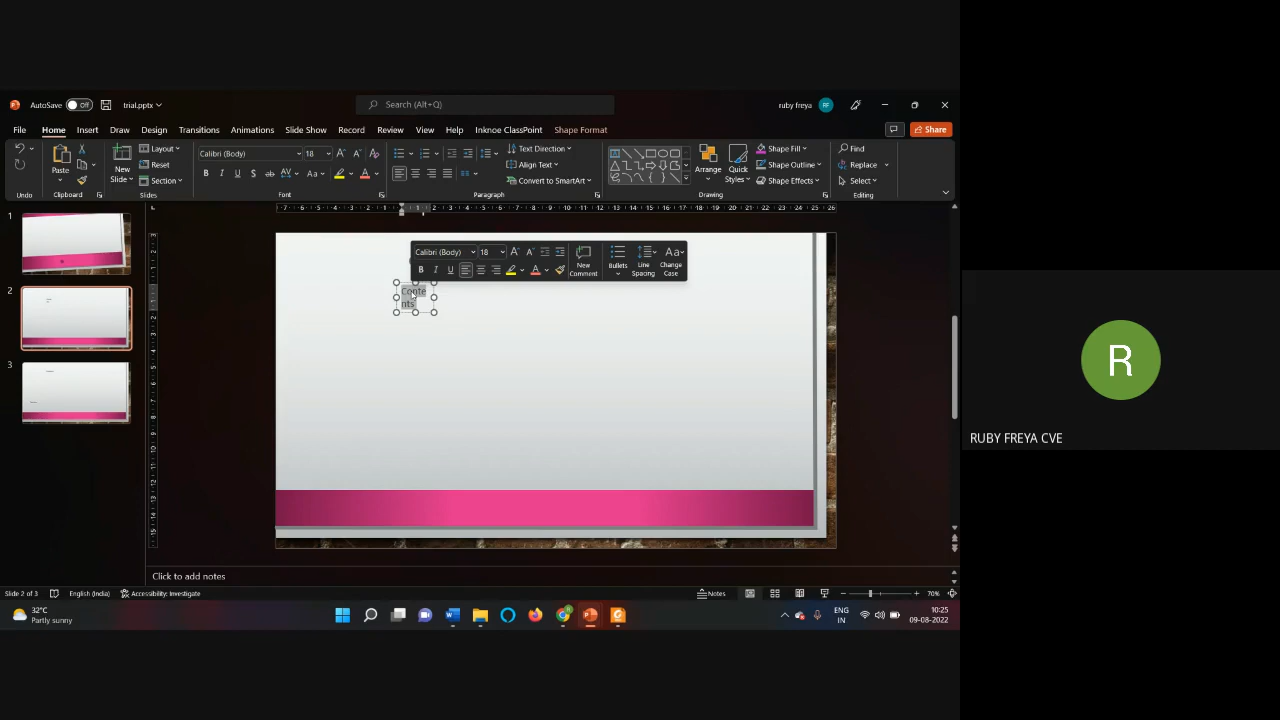 AutoSave Off trial.pptx Search (Alt+Q) ruby freya RF
File Home Insert Draw Design Transitions Animations Slide Show Record Review View Help Inknoe ClassPoint Shape Format Share
Paste New Slide Layout Reset Section Calibri (Body) 18 Text Direction Align Text Convert to SmartArt Arrange Quick Styles Shape Fill Shape Outline Shape Effects Find Replace Select
Undo Clipboard Slides Font Paragraph Drawing Editing
1
2
3
Calibri (Body) 18
New Comment Bullets Line Spacing Change Case
Conte
nts
R
RUBY FREYA CVE
Click to add notes
Slide 2 of 3 English (India) Accessibility: Investigate Notes 70%
32°C
Partly sunny
ENG
IN
10:25
09-08-2022